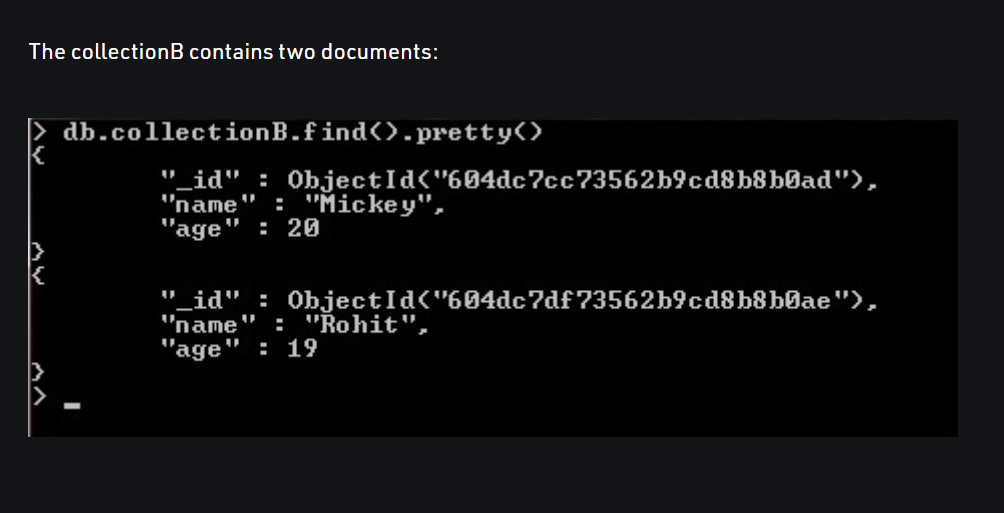 The collectionB contains two documents:
> db.collectionB.find().pretty()
{
"_id" : ObjectId("604dc7cc73562b9cd8b8b0ad"),
"name" : "Mickey",
"age" : 20
}
{
"_id" : ObjectId("604dc7df73562b9cd8b8b0ae"),
"name" : "Rohit",
"age" : 19
}
> _